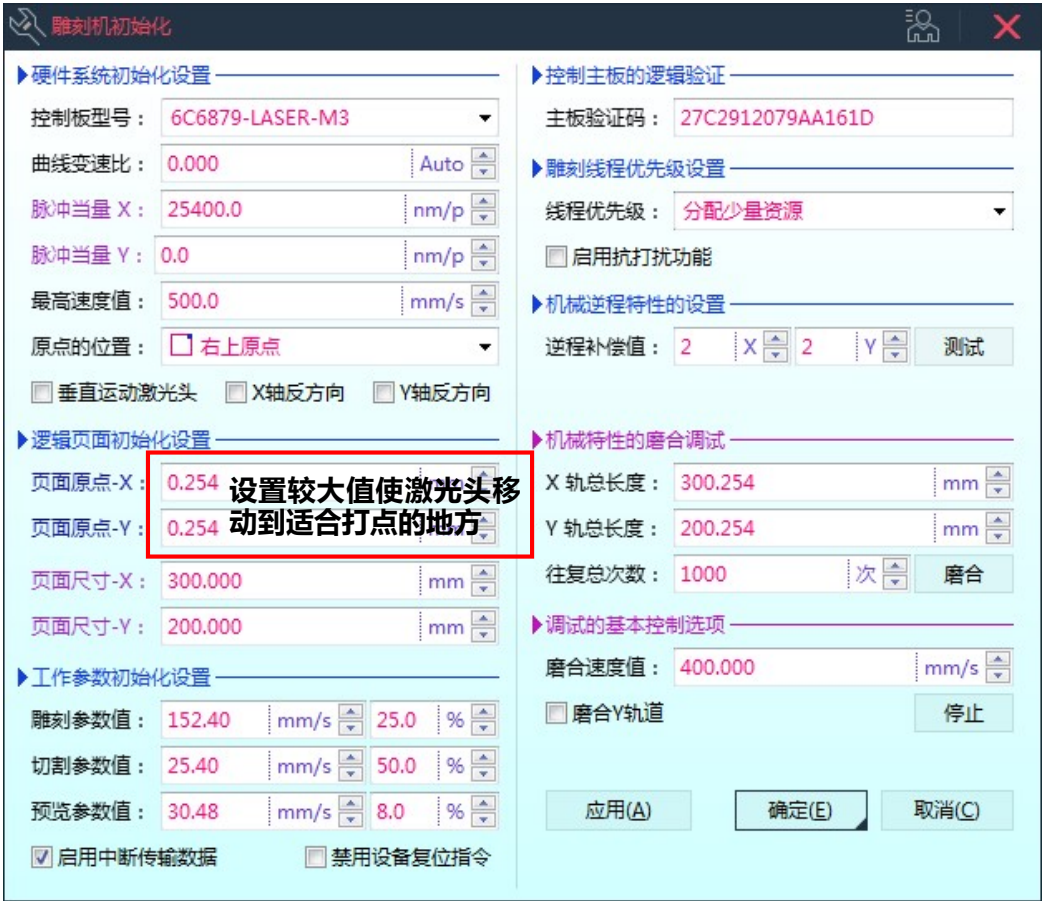 雕刻机初始化
硬件系统初始化设置
控制板型号： 6C6879-LASER-M3
曲线变速比： 0.000 Auto
脉冲当量 X： 25400.0 nm/p
脉冲当量 Y： 0.0 nm/p
最高速度值： 500.0 mm/s
原点的位置： 右上原点
垂直运动激光头 X轴反方向 Y轴反方向
逻辑页面初始化设置
页面原点-X： 0.254
页面原点-Y： 0.254
设置较大值使激光头移
动到适合打点的地方
页面尺寸-X： 300.000 mm
页面尺寸-Y： 200.000 mm
工作参数初始化设置
雕刻参数值： 152.40 mm/s 25.0 %
切割参数值： 25.40 mm/s 50.0 %
预览参数值： 30.48 mm/s 8.0 %
启用中断传输数据 禁用设备复位指令
控制主板的逻辑验证
主板验证码： 27C2912079AA161D
雕刻线程优先级设置
线程优先级： 分配少量资源
启用抗打扰功能
机械逆程特性的设置
逆程补偿值： 2 X 2 Y 测试
机械特性的磨合调试
X 轨总长度： 300.254 mm
Y 轨总长度： 200.254 mm
往复总次数： 1000 次 磨合
调试的基本控制选项
磨合速度值： 400.000 mm/s
磨合Y轨道 停止
应用(A) 确定(E) 取消(C)